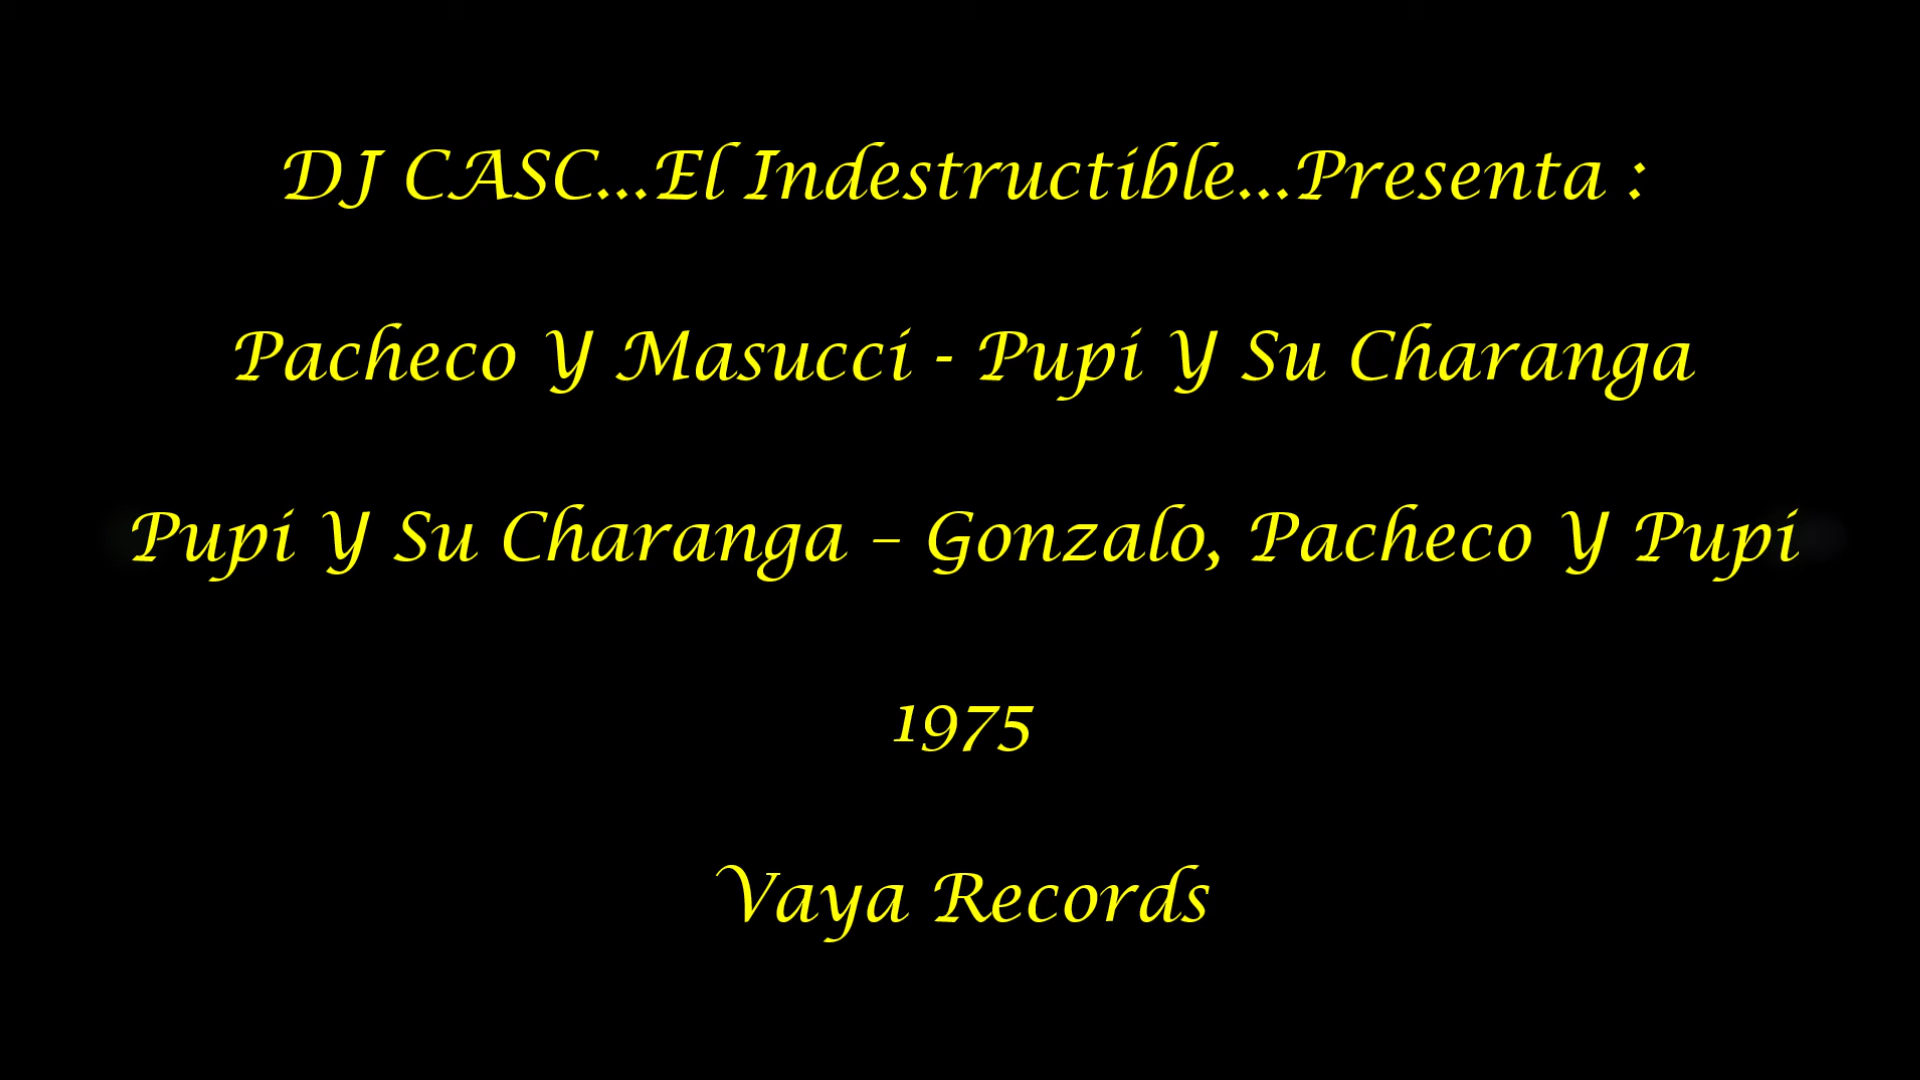 DJ CASC...El Indestructible...Presenta :
Pacheco Y Masucci - Pupi Y Su Charanga
Pupi Y Su Charanga – Gonzalo, Pacheco Y Pupi
1975
Vaya Records